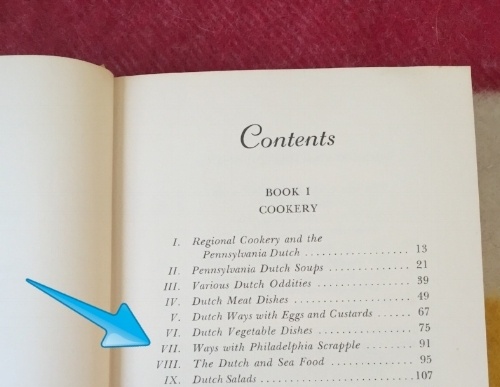 Contents
BOOK I
COOKERY
I. Regional Cookery and the
Pennsylvania Dutch .................. 13
II. Pennsylvania Dutch Soups ............... 21
III. Various Dutch Oddities .................. 39
IV. Dutch Meat Dishes ...................... 49
V. Dutch Ways with Eggs and Custards ...... 67
VI. Dutch Vegetable Dishes .................. 75
VII. Ways with Philadelphia Scrapple .......... 91
VIII. The Dutch and Sea Food ................ 95
IX. Dutch Salads ........................... 107